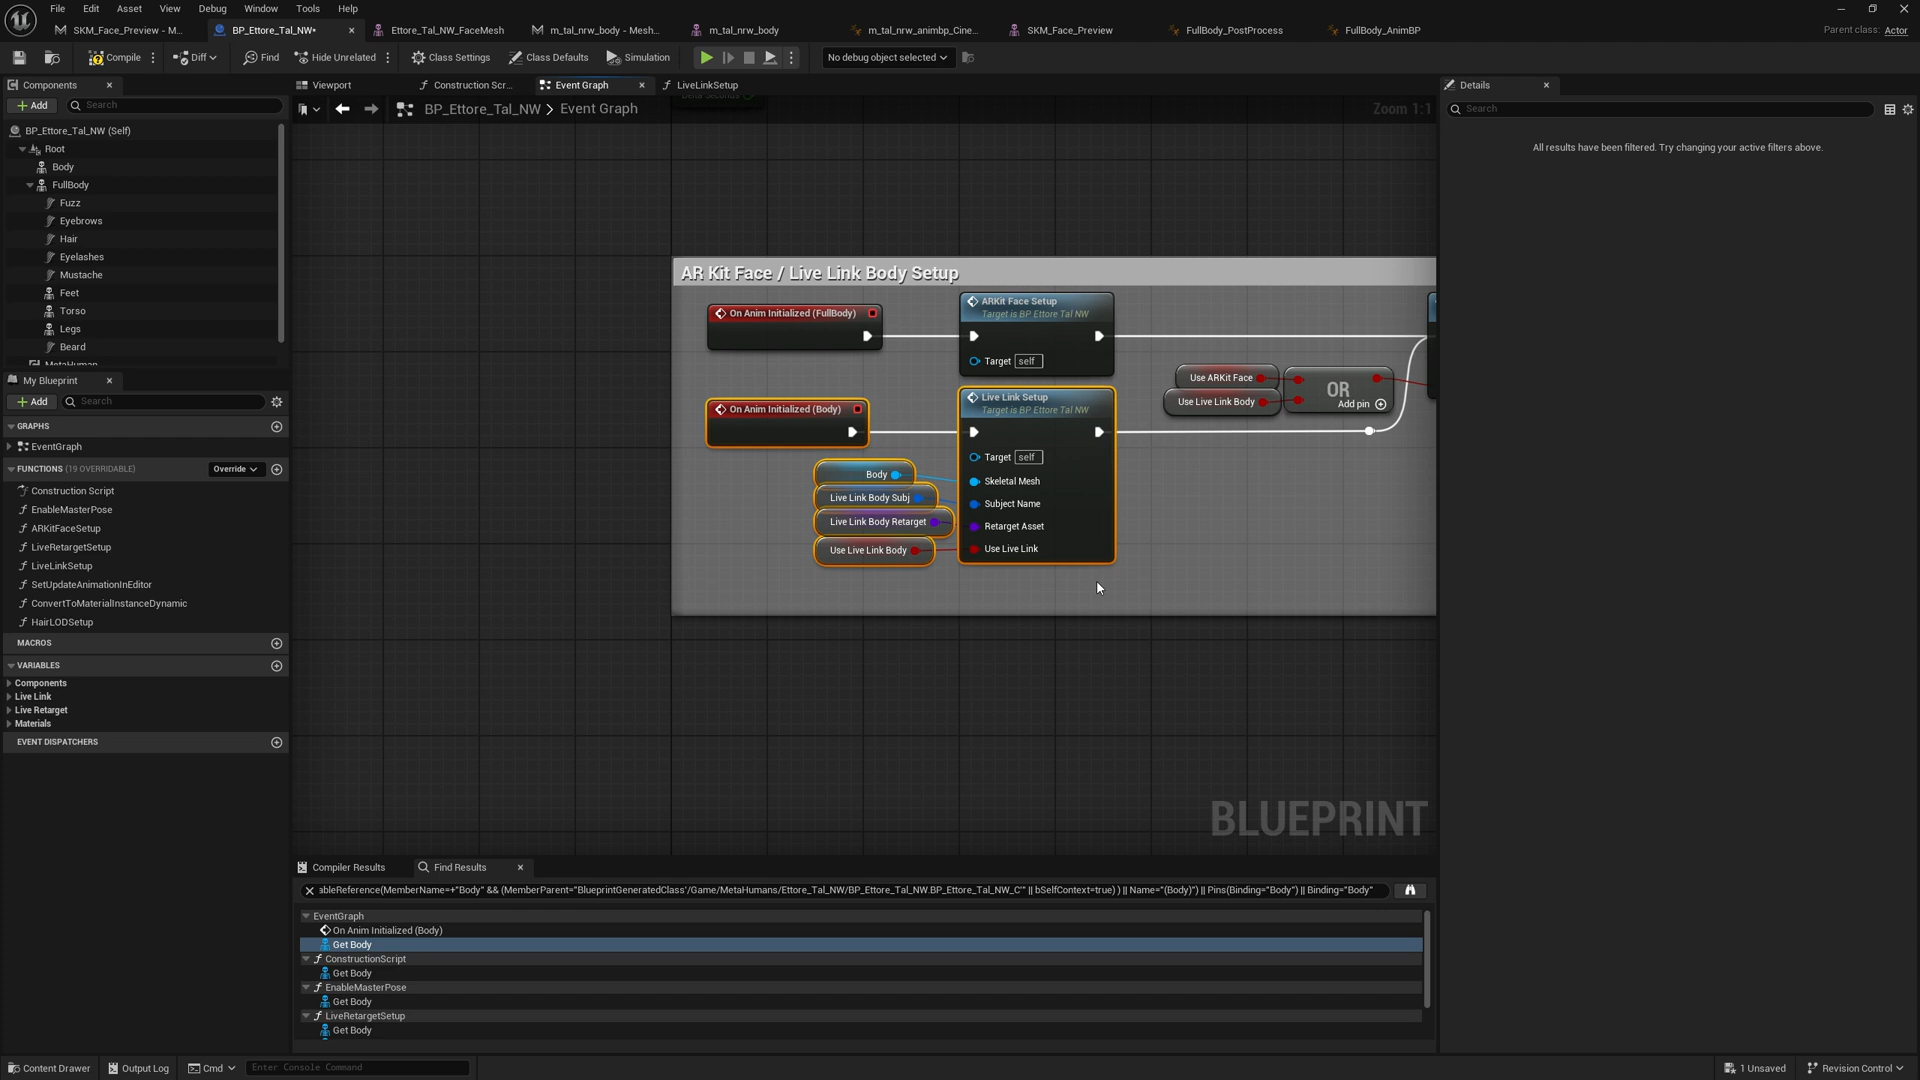 File Edit Asset View Debug Window Tools Help
SKM_Face_Preview - M...
BP_Ettore_Tal_NW•
Ettore_Tal_NW_FaceMesh
m_tal_nrw_body - Mesh...
m_tal_nrw_body
m_tal_nrw_animbp_Cine...
SKM_Face_Preview
FullBody_PostProcess
FullBody_AnimBP
Parent class: Actor
Compile
Diff
Find
Hide Unrelated
Class Settings
Class Defaults
Simulation
No debug object selected
Components
Add
Search
BP_Ettore_Tal_NW (Self)
Root
Body
FullBody
Fuzz
Eyebrows
Hair
Eyelashes
Mustache
Feet
Torso
Legs
Beard
MetaHuman
My Blueprint
Add
Search
GRAPHS
EventGraph
FUNCTIONS (19 OVERRIDABLE)
Override
Construction Script
EnableMasterPose
ARKitFaceSetup
LiveRetargetSetup
LiveLinkSetup
SetUpdateAnimationInEditor
ConvertToMaterialInstanceDynamic
HairLODSetup
MACROS
VARIABLES
Components
Live Link
Live Retarget
Materials
EVENT DISPATCHERS
Viewport
Construction Scr...
Event Graph
LiveLinkSetup
BP_Ettore_Tal_NW > Event Graph
Delta Seconds
Zoom 1:1
AR Kit Face / Live Link Body Setup
On Anim Initialized (FullBody)
ARKit Face Setup
Target is BP Ettore Tal NW
Target self
Use ARKit Face
Use Live Link Body
OR
Add pin
On Anim Initialized (Body)
Live Link Setup
Target is BP Ettore Tal NW
Target self
Body
Skeletal Mesh
Live Link Body Subj
Subject Name
Live Link Body Retarget
Retarget Asset
Use Live Link Body
Use Live Link
BLUEPRINT
Compiler Results
Find Results
ableReference(MemberName=+"Body" && (MemberParent="BlueprintGeneratedClass'/Game/MetaHumans/Ettore_Tal_NW/BP_Ettore_Tal_NW.BP_Ettore_Tal_NW_C'" || bSelfContext=true) ) || Name="(Body)") || Pins(Binding="Body") || Binding="Body"
EventGraph
On Anim Initialized (Body)
Get Body
ConstructionScript
Get Body
EnableMasterPose
Get Body
LiveRetargetSetup
Get Body
Details
Search
All results have been filtered. Try changing your active filters above.
Content Drawer
Output Log
Cmd
Enter Console Command
1 Unsaved
Revision Control